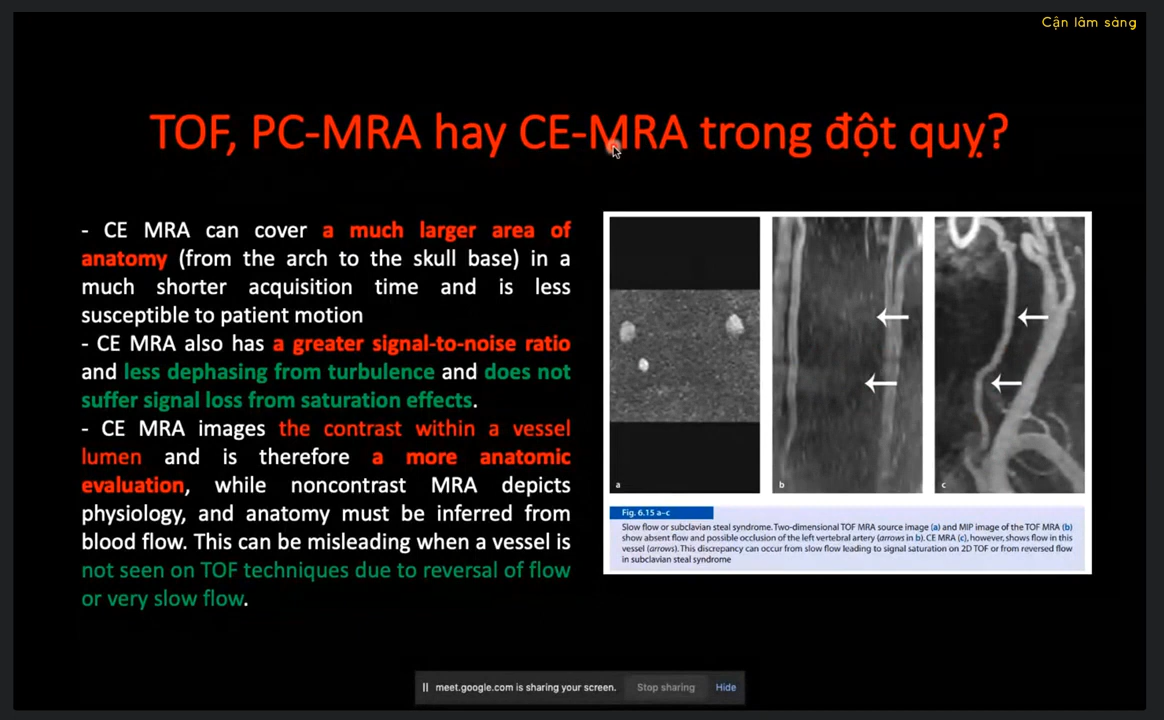 Cận lâm sàng
TOF, PC-MRA hay CE-MRA trong đột quỵ?
- CE MRA can cover a much larger area of
anatomy (from the arch to the skull base) in a
much shorter acquisition time and is less
susceptible to patient motion
- CE MRA also has a greater signal-to-noise ratio
and less dephasing from turbulence and does not
suffer signal loss from saturation effects.
- CE MRA images the contrast within a vessel
lumen and is therefore a more anatomic
evaluation, while noncontrast MRA depicts
physiology, and anatomy must be inferred from
blood flow. This can be misleading when a vessel is
not seen on TOF techniques due to reversal of flow
or very slow flow.
a
b
c
Fig. 6.15 a–c
Slow flow or subclavian steal syndrome. Two-dimensional TOF MRA source image (a) and MIP image of the TOF MRA (b)
show absent flow and possible occlusion of the left vertebral artery (arrows in b). CE MRA (c), however, shows flow in this
vessel (arrows). This discrepancy can occur from slow flow leading to signal saturation on 2D TOF or from reversed flow
in subclavian steal syndrome
meet.google.com is sharing your screen.
Stop sharing
Hide